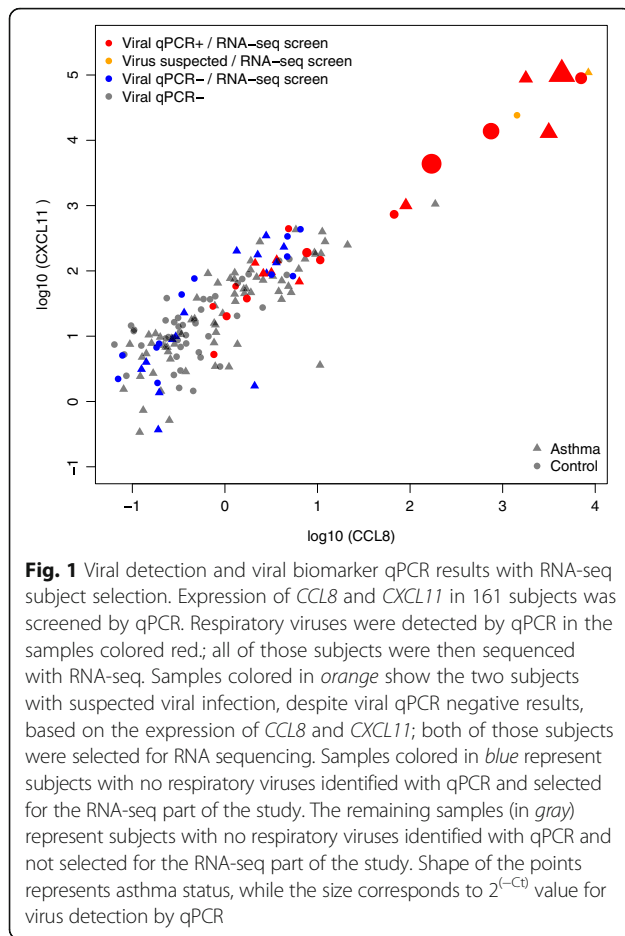 Viral qPCR+ / RNA−seq screen
Virus suspected / RNA−seq screen
Viral qPCR− / RNA−seq screen
Viral qPCR−
5
4
3
2
1
0
−1
log10 (CXCL11)
Asthma
Control
−1
0
1
2
3
4
log10 (CCL8)
Fig. 1 Viral detection and viral biomarker qPCR results with RNA-seq
subject selection. Expression of CCL8 and CXCL11 in 161 subjects was
screened by qPCR. Respiratory viruses were detected by qPCR in the
samples colored red.; all of those subjects were then sequenced
with RNA-seq. Samples colored in orange show the two subjects
with suspected viral infection, despite viral qPCR negative results,
based on the expression of CCL8 and CXCL11; both of those subjects
were selected for RNA sequencing. Samples colored in blue represent
subjects with no respiratory viruses identified with qPCR and selected
for the RNA-seq part of the study. The remaining samples (in gray)
represent subjects with no respiratory viruses identified with qPCR and
not selected for the RNA-seq part of the study. Shape of the points
represents asthma status, while the size corresponds to 2^(−Ct) value for
virus detection by qPCR